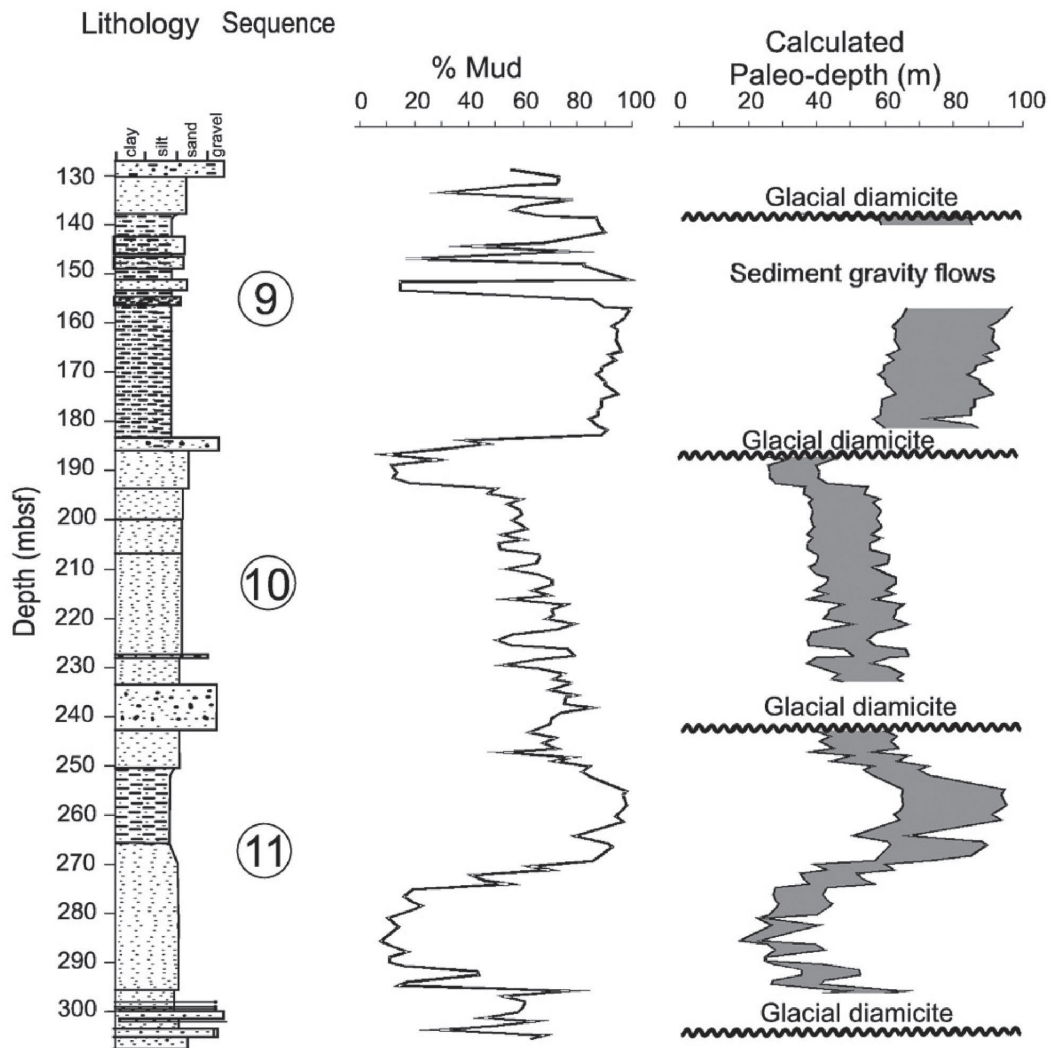 Lithology Sequence
% Mud
Calculated
Paleo-depth (m)
0 20 40 60 80 100
0 20 40 60 80 100
clay
silt
sand
gravel
Depth (mbsf)
130
140
150
160
170
180
190
200
210
220
230
240
250
260
270
280
290
300
9
10
11
Glacial diamicite
Sediment gravity flows
Glacial diamicite
Glacial diamicite
Glacial diamicite